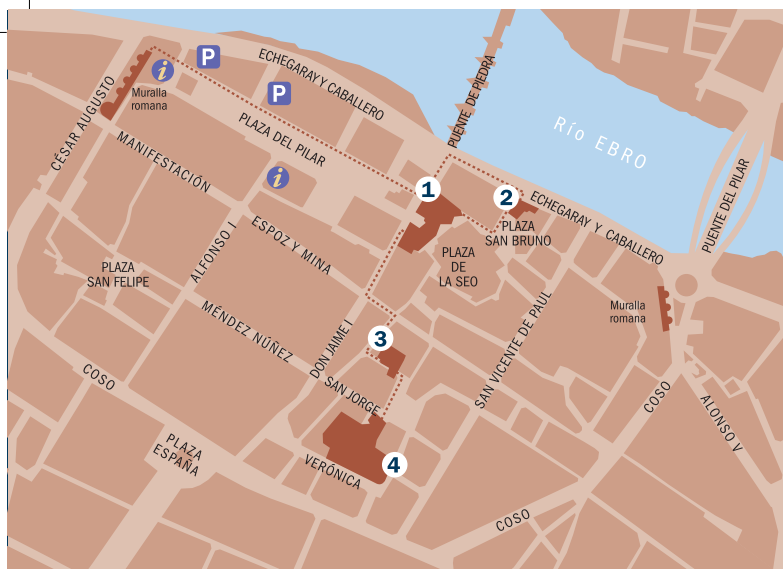 P
i
P
ECHEGARAY Y CABALLERO
PUENTE DE PIEDRA
Río EBRO
PUENTE DEL PILAR
CÉSAR AUGUSTO
Muralla
romana
PLAZA DEL PILAR
MANIFESTACIÓN
i
1
2
ECHEGARAY Y CABALLERO
PLAZA
SAN BRUNO
ALFONSO I
ESPOZ Y MINA
PLAZA
DE
LA SEO
PLAZA
SAN FELIPE
Muralla
romana
MÉNDEZ NÚÑEZ
DON JAIME I
3
SAN VICENTE DE PAUL
SAN JORGE
COSO
COSO
ALONSO V
PLAZA
ESPAÑA
VERÓNICA
4
COSO